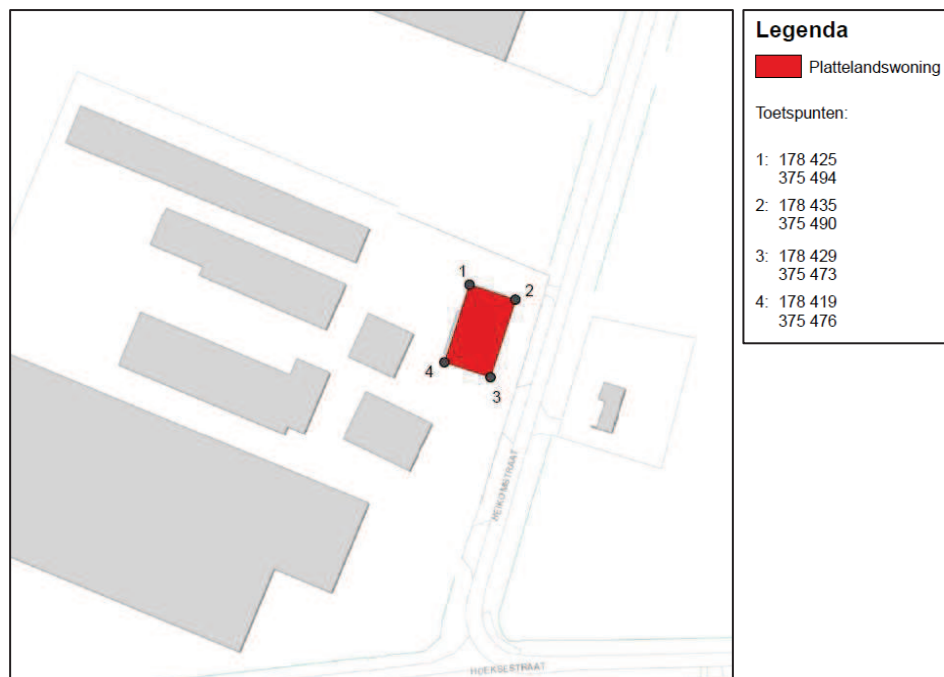 Legenda
Plattelandswoning
Toetspunten:
1: 178 425
375 494
2: 178 435
375 490
3: 178 429
375 473
4: 178 419
375 476
1
2
4
3
HEIKOMSTRAAT
HOEKSESTRAAT